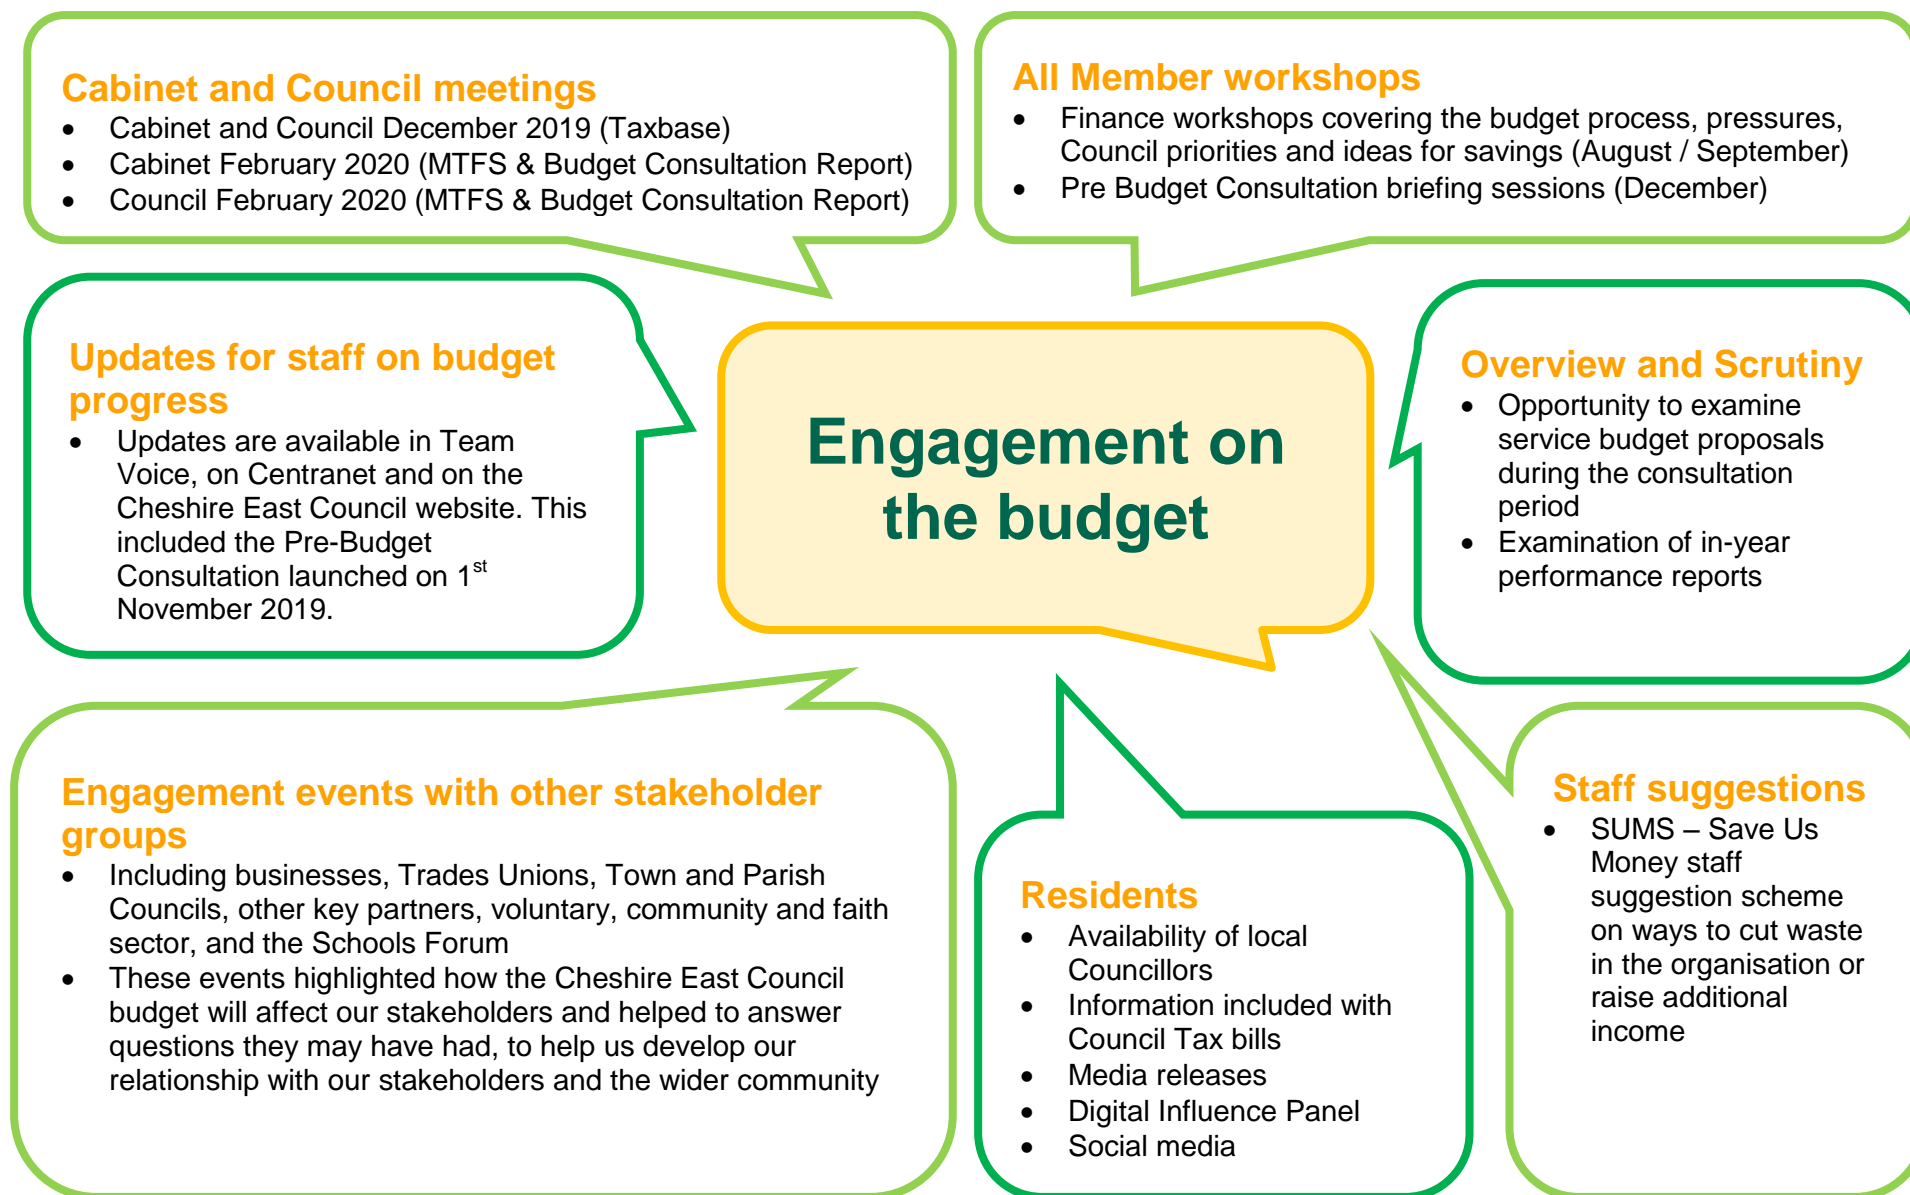 Cabinet and Council meetings
• Cabinet and Council December 2019 (Taxbase)
• Cabinet February 2020 (MTFS & Budget Consultation Report)
• Council February 2020 (MTFS & Budget Consultation Report)
All Member workshops
• Finance workshops covering the budget process, pressures,
Council priorities and ideas for savings (August / September)
• Pre Budget Consultation briefing sessions (December)
Updates for staff on budget
progress
• Updates are available in Team
Voice, on Centranet and on the
Cheshire East Council website. This
included the Pre-Budget
Consultation launched on 1st
November 2019.
Engagement on
the budget
Overview and Scrutiny
• Opportunity to examine
service budget proposals
during the consultation
period
• Examination of in-year
performance reports
Engagement events with other stakeholder
groups
• Including businesses, Trades Unions, Town and Parish
Councils, other key partners, voluntary, community and faith
sector, and the Schools Forum
• These events highlighted how the Cheshire East Council
budget will affect our stakeholders and helped to answer
questions they may have had, to help us develop our
relationship with our stakeholders and the wider community
Residents
• Availability of local
Councillors
• Information included with
Council Tax bills
• Media releases
• Digital Influence Panel
• Social media
Staff suggestions
• SUMS – Save Us
Money staff
suggestion scheme
on ways to cut waste
in the organisation or
raise additional
income